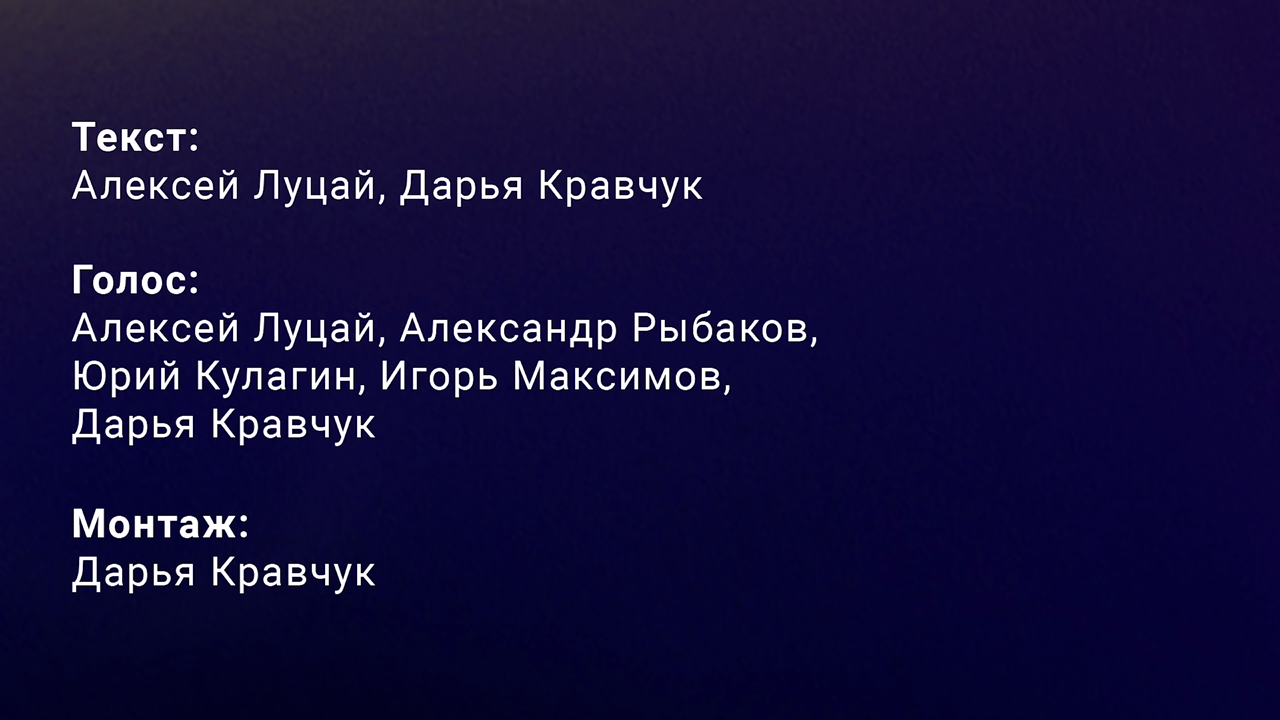 Текст:
Алексей Луцай, Дарья Кравчук
Голос:
Алексей Луцай, Александр Рыбаков,
Юрий Кулагин, Игорь Максимов,
Дарья Кравчук
Монтаж:
Дарья Кравчук